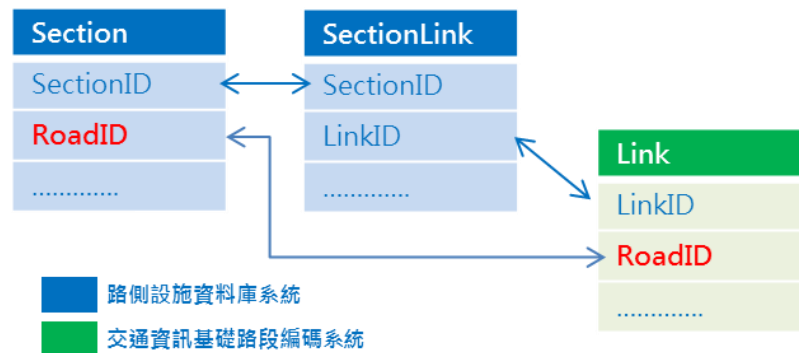 Section
SectionID
RoadID
.............
SectionLink
SectionID
LinkID
.............
Link
LinkID
RoadID
.............
路側設施資料庫系統
交通資訊基礎路段編碼系統